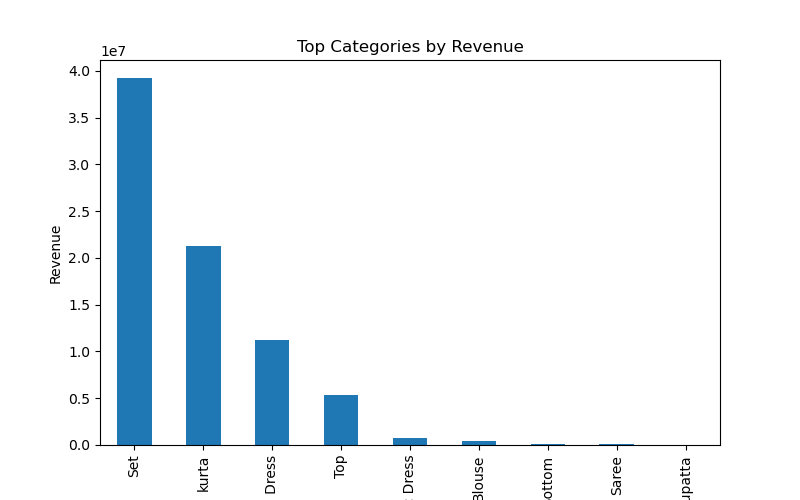 Top Categories by Revenue
1e7
4.0
3.5
3.0
2.5
2.0
1.5
1.0
0.5
0.0
Revenue
Set
kurta
Dress
Top
Dress
Blouse
ottom
Saree
upatta